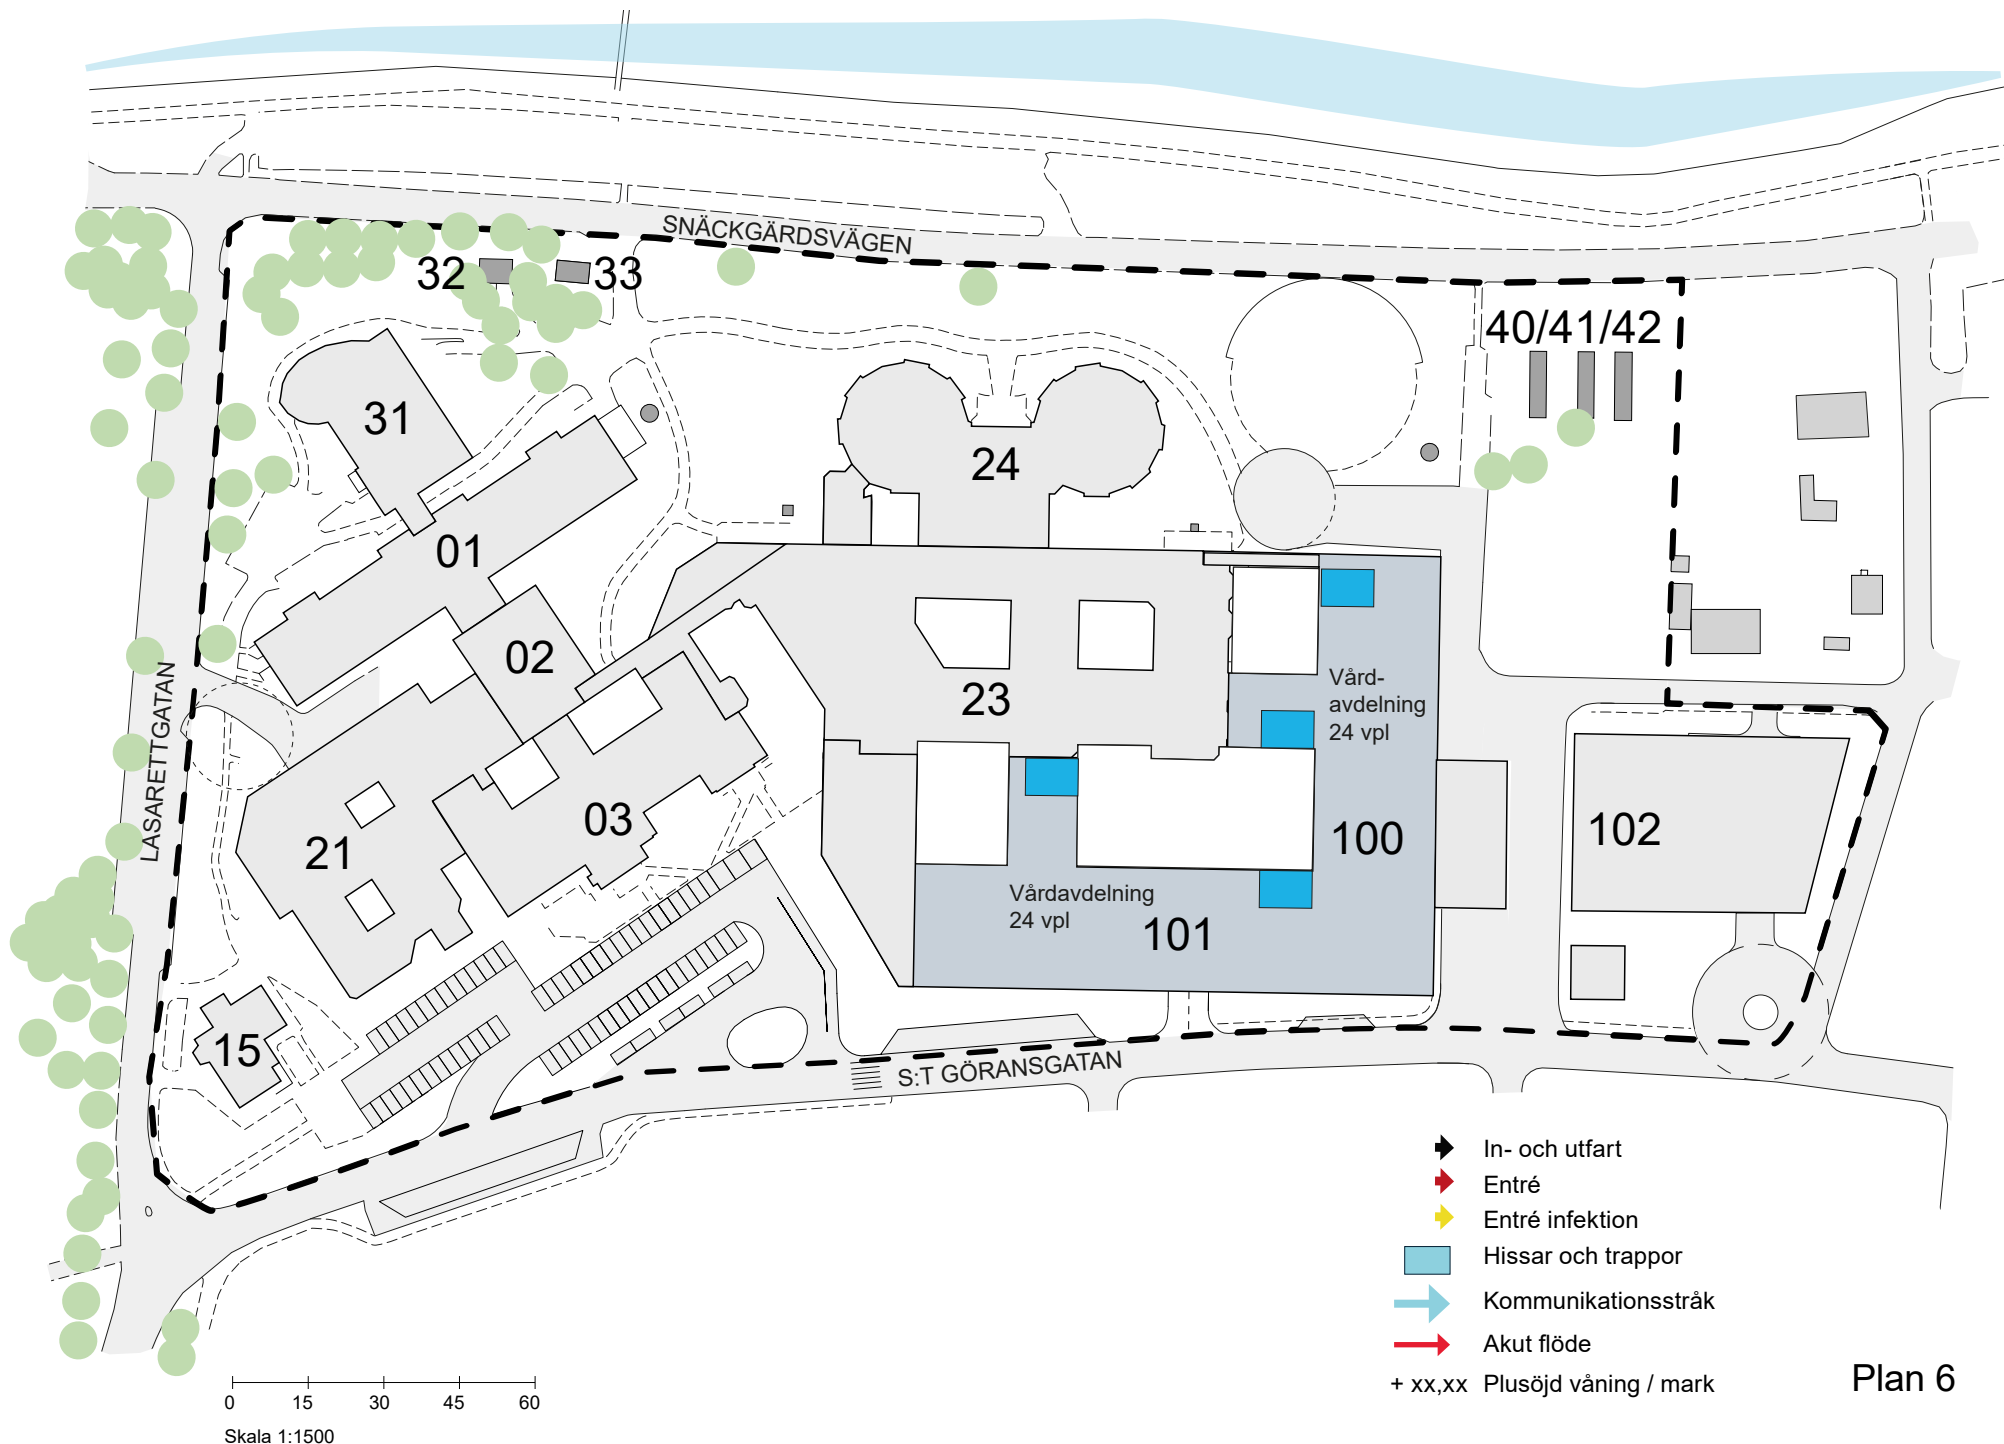 SNÄCKGÄRDSVÄGEN
32
33
40/41/42
31
24
01
02
23
Vård-
avdelning
24 vpl
LASARETTGATAN
21
03
100
102
Vårdavdelning
24 vpl
101
15
S:T GÖRANSGATAN
In- och utfart
Entré
Entré infektion
Hissar och trappor
Kommunikationsstråk
Akut flöde
+ xx,xx Plusöjd våning / mark
Plan 6
0 15 30 45 60
Skala 1:1500